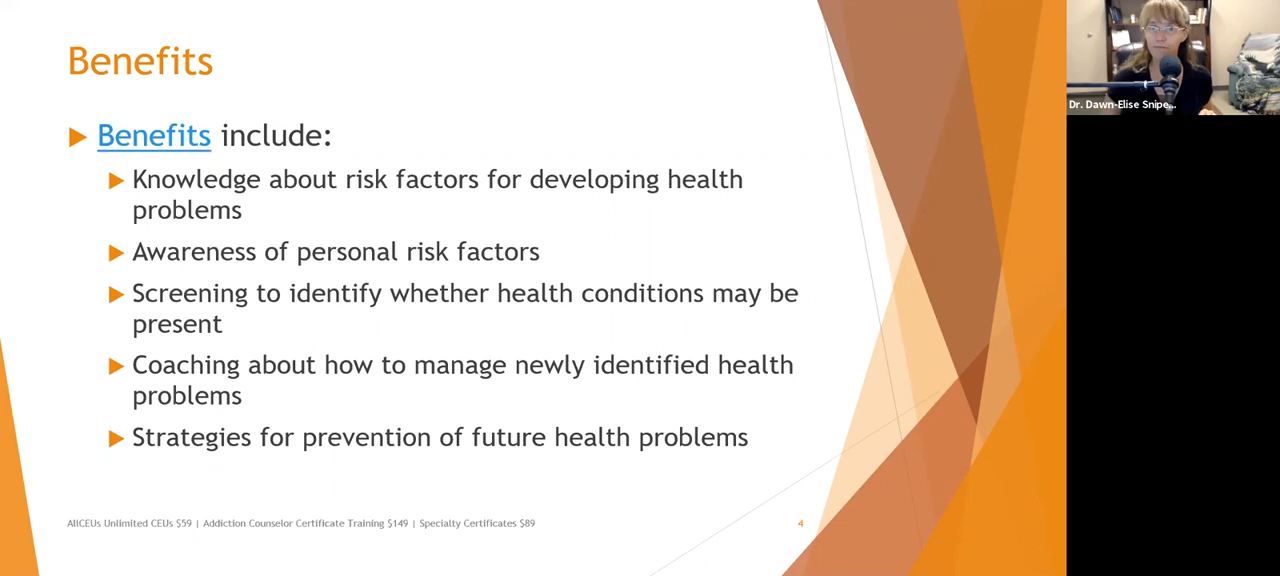 Benefits
Benefits include:
Knowledge about risk factors for developing health
problems
Awareness of personal risk factors
Screening to identify whether health conditions may be
present
Coaching about how to manage newly identified health
problems
Strategies for prevention of future health problems
AllCEUs Unlimited CEUs $59 | Addiction Counselor Certificate Training $149 | Specialty Certificates $89
4
Dr. Dawn-Elise Snipe...